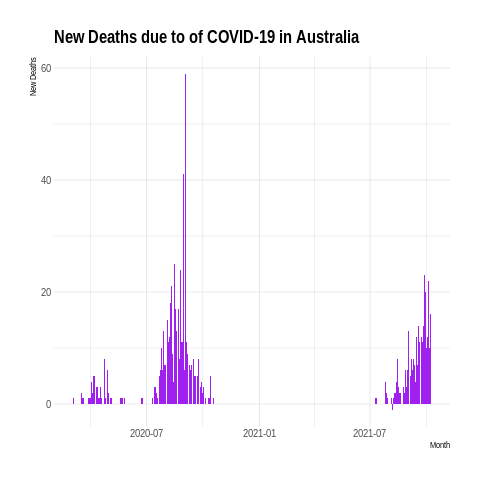 New Deaths due to of COVID-19 in Australia
New Deaths
60
40
20
0
2020-07
2021-01
2021-07
Month